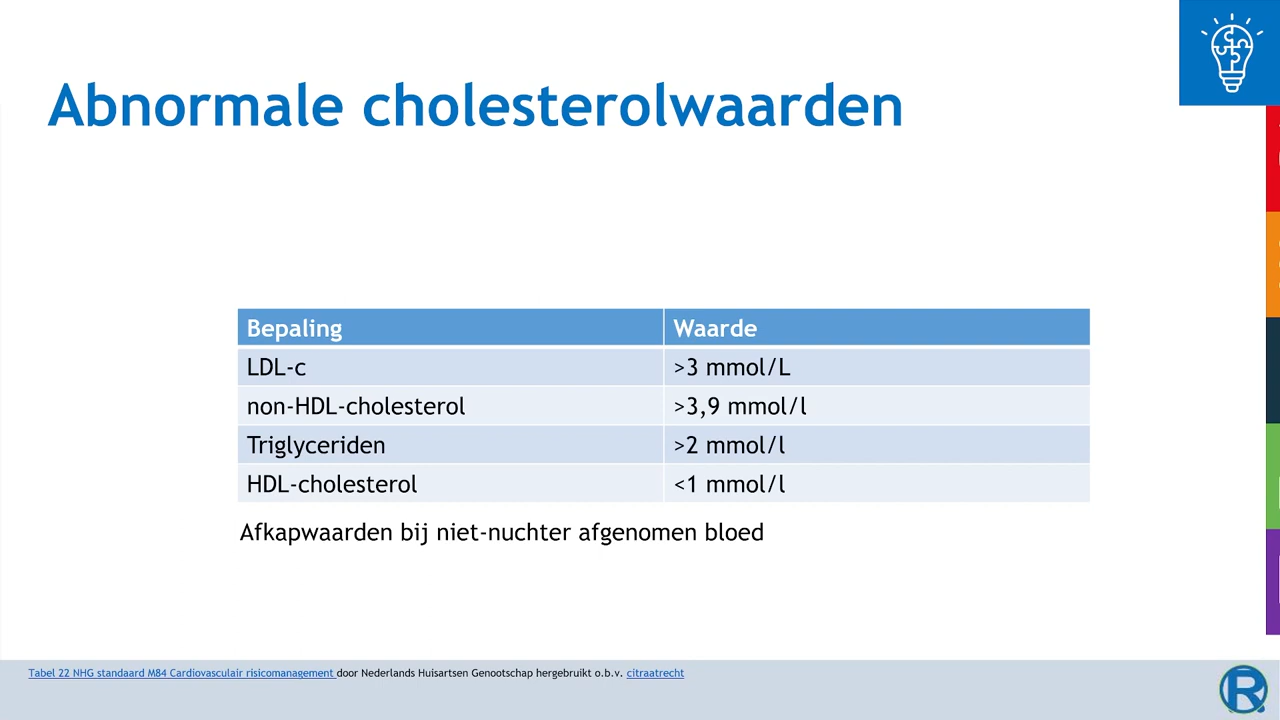 Abnormale cholesterolwaarden
Bepaling Waarde
LDL-c >3 mmol/L
non-HDL-cholesterol >3,9 mmol/l
Triglyceriden >2 mmol/l
HDL-cholesterol <1 mmol/l
Afkapwaarden bij niet-nuchter afgenomen bloed
Tabel 22 NHG standaard M84 Cardiovasculair risicomanagement door Nederlands Huisartsen Genootschap hergebruikt o.b.v. citraatrecht
R